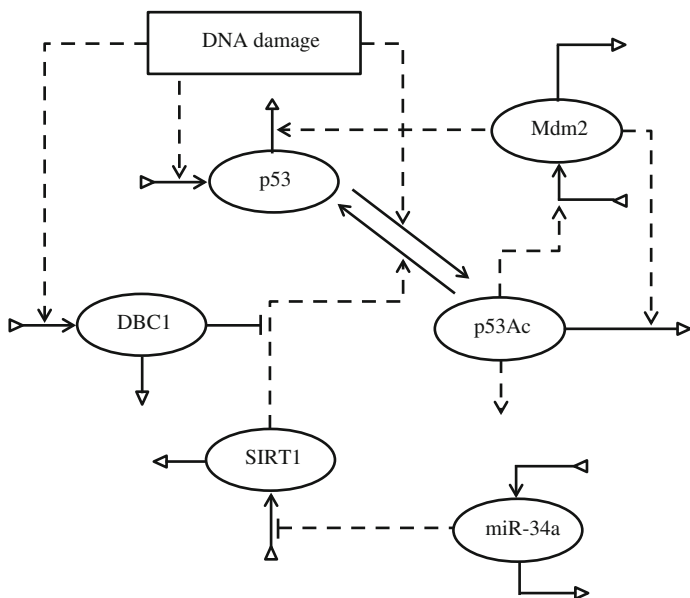 DNA damage
Mdm2
p53
DBC1
p53Ac
SIRT1
miR-34a